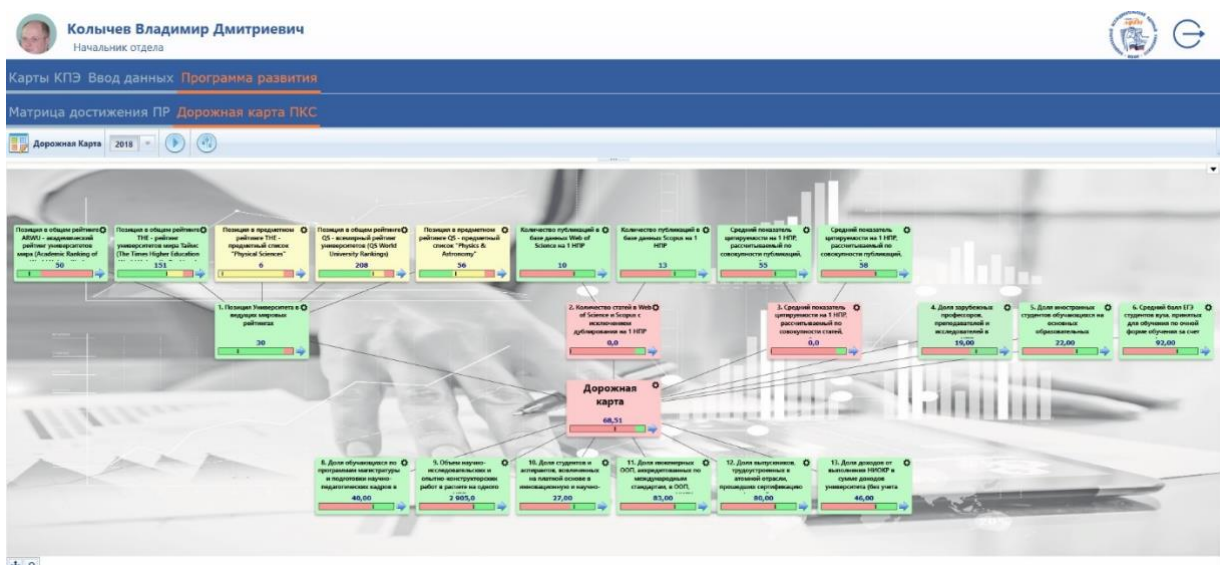 Колычев Владимир Дмитриевич
Начальник отдела
Карты КПЭ Ввод данных Программа развития
Матрица достижения ПР Дорожная карта ПКС
Дорожная Карта 2018
Позиция в общем рейтинге
ARWU - академический
рейтинг университетов
мира (Academic Ranking of
50
Позиция в общем рейтинге
THE - рейтинг
университетов мира Таймс
(The Times Higher Education
151
Позиция в предметном
рейтинге THE -
предметный список
"Physical Sciences"
6
Позиция в общем рейтинге
QS - всемирный рейтинг
университетов (QS World
University Rankings)
208
Позиция в предметном
рейтинге QS - предметный
список "Physics &
Astronomy"
56
Количество публикаций в
базе данных Web of
Science на 1 НПР
10
Количество публикаций в
базе данных Scopus на 1
НПР
13
Средний показатель
цитируемости на 1 НПР,
рассчитываемый по
совокупности публикаций,
55
Средний показатель
цитируемости на 1 НПР,
рассчитываемый по
совокупности публикаций,
58
1. Позиция Университета в
ведущих мировых
рейтингах
30
2. Количество статей в Web
of Science и Scopus с
исключением
дублирования на 1 НПР
0,0
3. Средний показатель
цитируемости на 1 НПР,
рассчитываемый по
совокупности статей,
0,0
4. Доля зарубежных
профессоров,
преподавателей и
исследователей в
19,00
5. Доля иностранных
студентов обучающихся на
основных
образовательных
22,00
6. Средний балл ЕГЭ
студентов вуза, принятых
для обучения по очной
форме обучения за счет
92,00
Дорожная
карта
68,51
8. Доля обучающихся по
программам магистратуры
и подготовки научно-
педагогических кадров в
40,00
9. Объем научно-
исследовательских и
опытно-конструкторских
работ в расчете на одного
2 905,0
10. Доля студентов и
аспирантов, вовлеченных
на платной основе в
инновационную и научно-
27,00
11. Доля инженерных
ООП, аккредитованных по
международным
стандартам, в ООП,
83,00
12. Доля выпускников,
трудоустроенных в
атомной отрасли,
прошедших сертификацию
80,00
13. Доля доходов от
выполнения НИОКР в
сумме доходов
университета (без учета
46,00